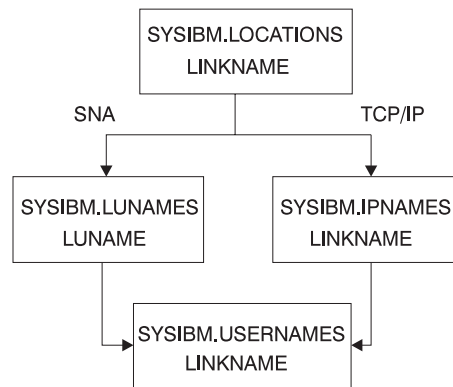 SYSIBM.LOCATIONS
LINKNAME
SNA
TCP/IP
SYSIBM.LUNAMES
LUNAME
SYSIBM.IPNAMES
LINKNAME
SYSIBM.USERNAMES
LINKNAME